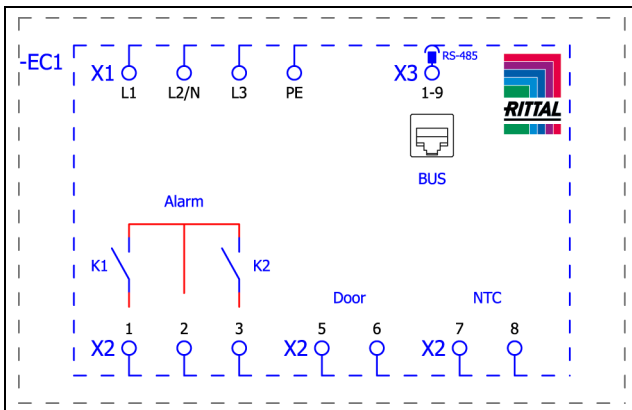 -EC1
X1
L1
L2/N
L3
PE
X3
RS-485
1-9
RITTAL
BUS
Alarm
K1
K2
Door
NTC
X2
1
2
3
X2
5
6
X2
7
8